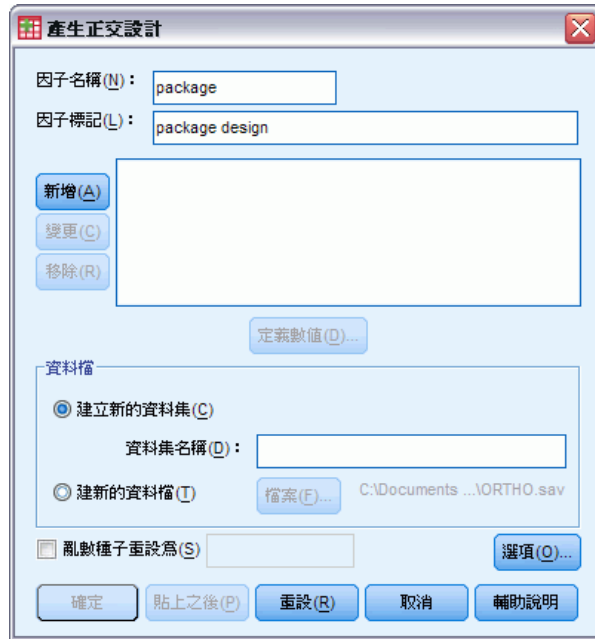 產生正交設計
因子名稱(N)： package
因子標記(L)： package design
新增(A)
變更(C)
移除(R)
定義數值(D)...
資料檔
建立新的資料集(C)
資料集名稱(D)：
建新的資料檔(T) 檔案(F)... C:\Documents ...\ORTHO.sav
亂數種子重設為(S) 選項(O)...
確定 貼上之後(P) 重設(R) 取消 輔助說明